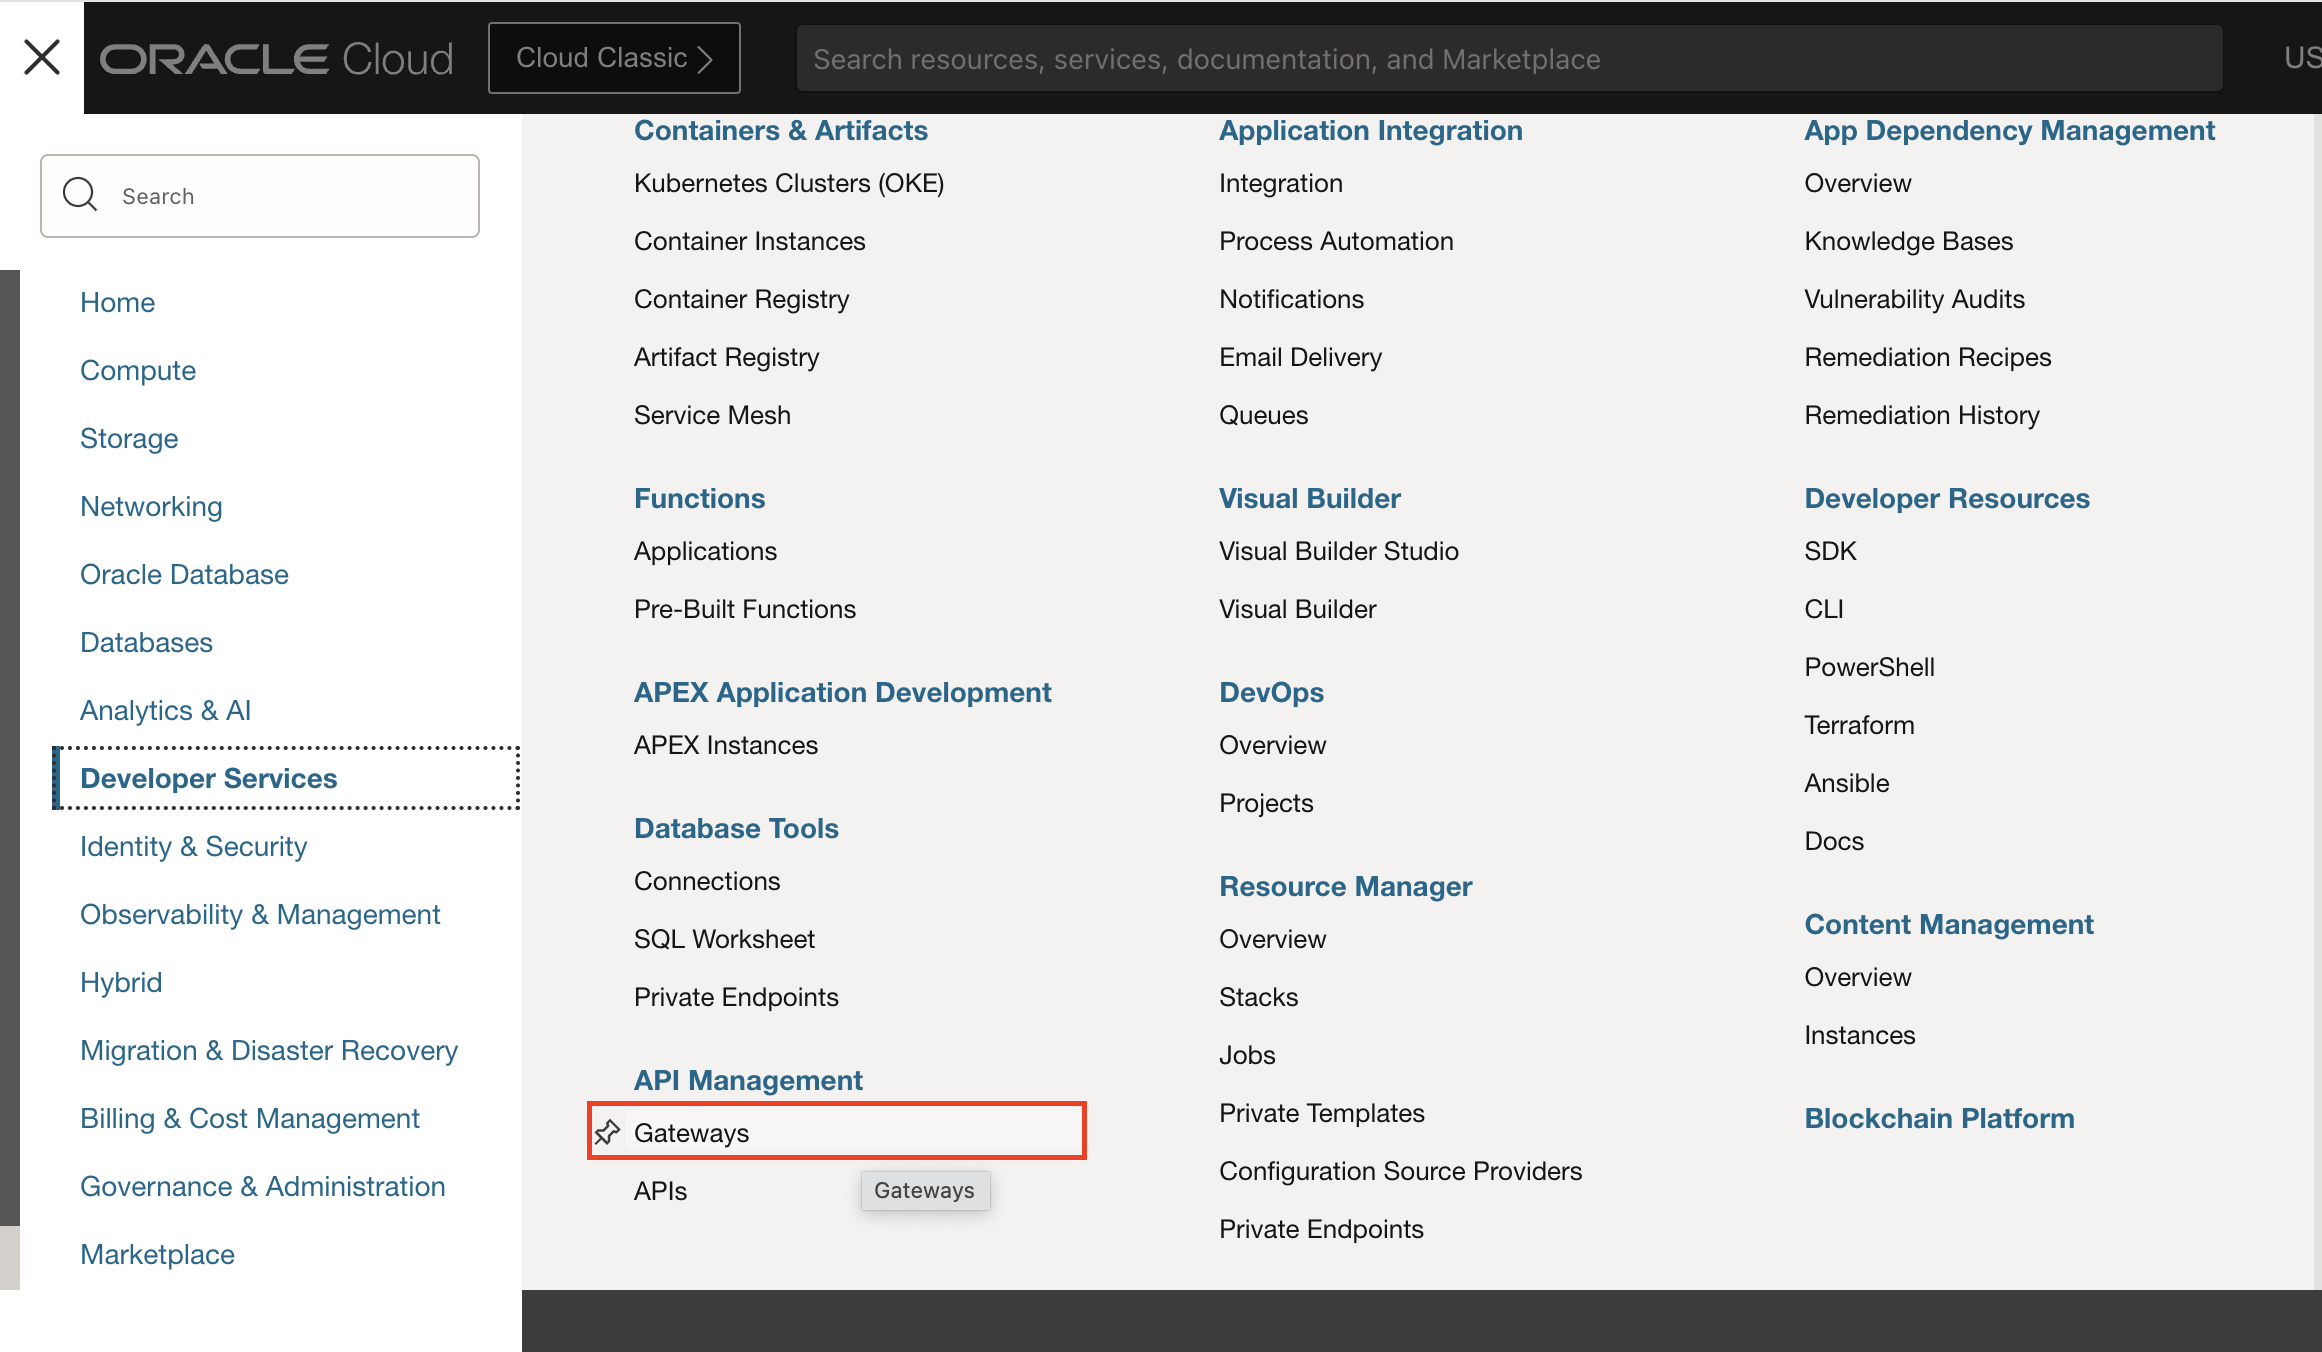 ORACLE Cloud
Cloud Classic
Search resources, services, documentation, and Marketplace
US
Search
Home
Compute
Storage
Networking
Oracle Database
Databases
Analytics & AI
Developer Services
Identity & Security
Observability & Management
Hybrid
Migration & Disaster Recovery
Billing & Cost Management
Governance & Administration
Marketplace
Containers & Artifacts
Kubernetes Clusters (OKE)
Container Instances
Container Registry
Artifact Registry
Service Mesh
Functions
Applications
Pre-Built Functions
APEX Application Development
APEX Instances
Database Tools
Connections
SQL Worksheet
Private Endpoints
API Management
Gateways
APIs
Gateways
Application Integration
Integration
Process Automation
Notifications
Email Delivery
Queues
Visual Builder
Visual Builder Studio
Visual Builder
DevOps
Overview
Projects
Resource Manager
Overview
Stacks
Jobs
Private Templates
Configuration Source Providers
Private Endpoints
App Dependency Management
Overview
Knowledge Bases
Vulnerability Audits
Remediation Recipes
Remediation History
Developer Resources
SDK
CLI
PowerShell
Terraform
Ansible
Docs
Content Management
Overview
Instances
Blockchain Platform